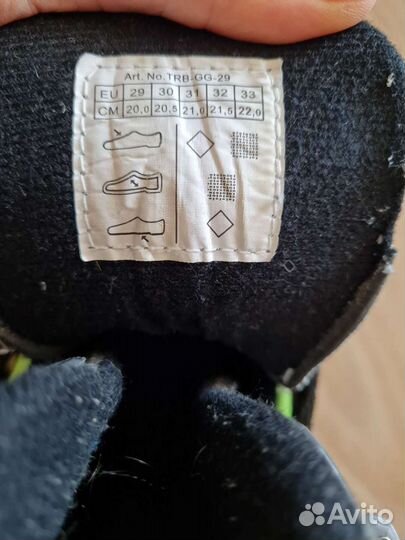 Art. No.TRB-GG-29
EU 29 30 31 32 33
CM 20,0 20,5 21,0 21,5 22,0
Avito